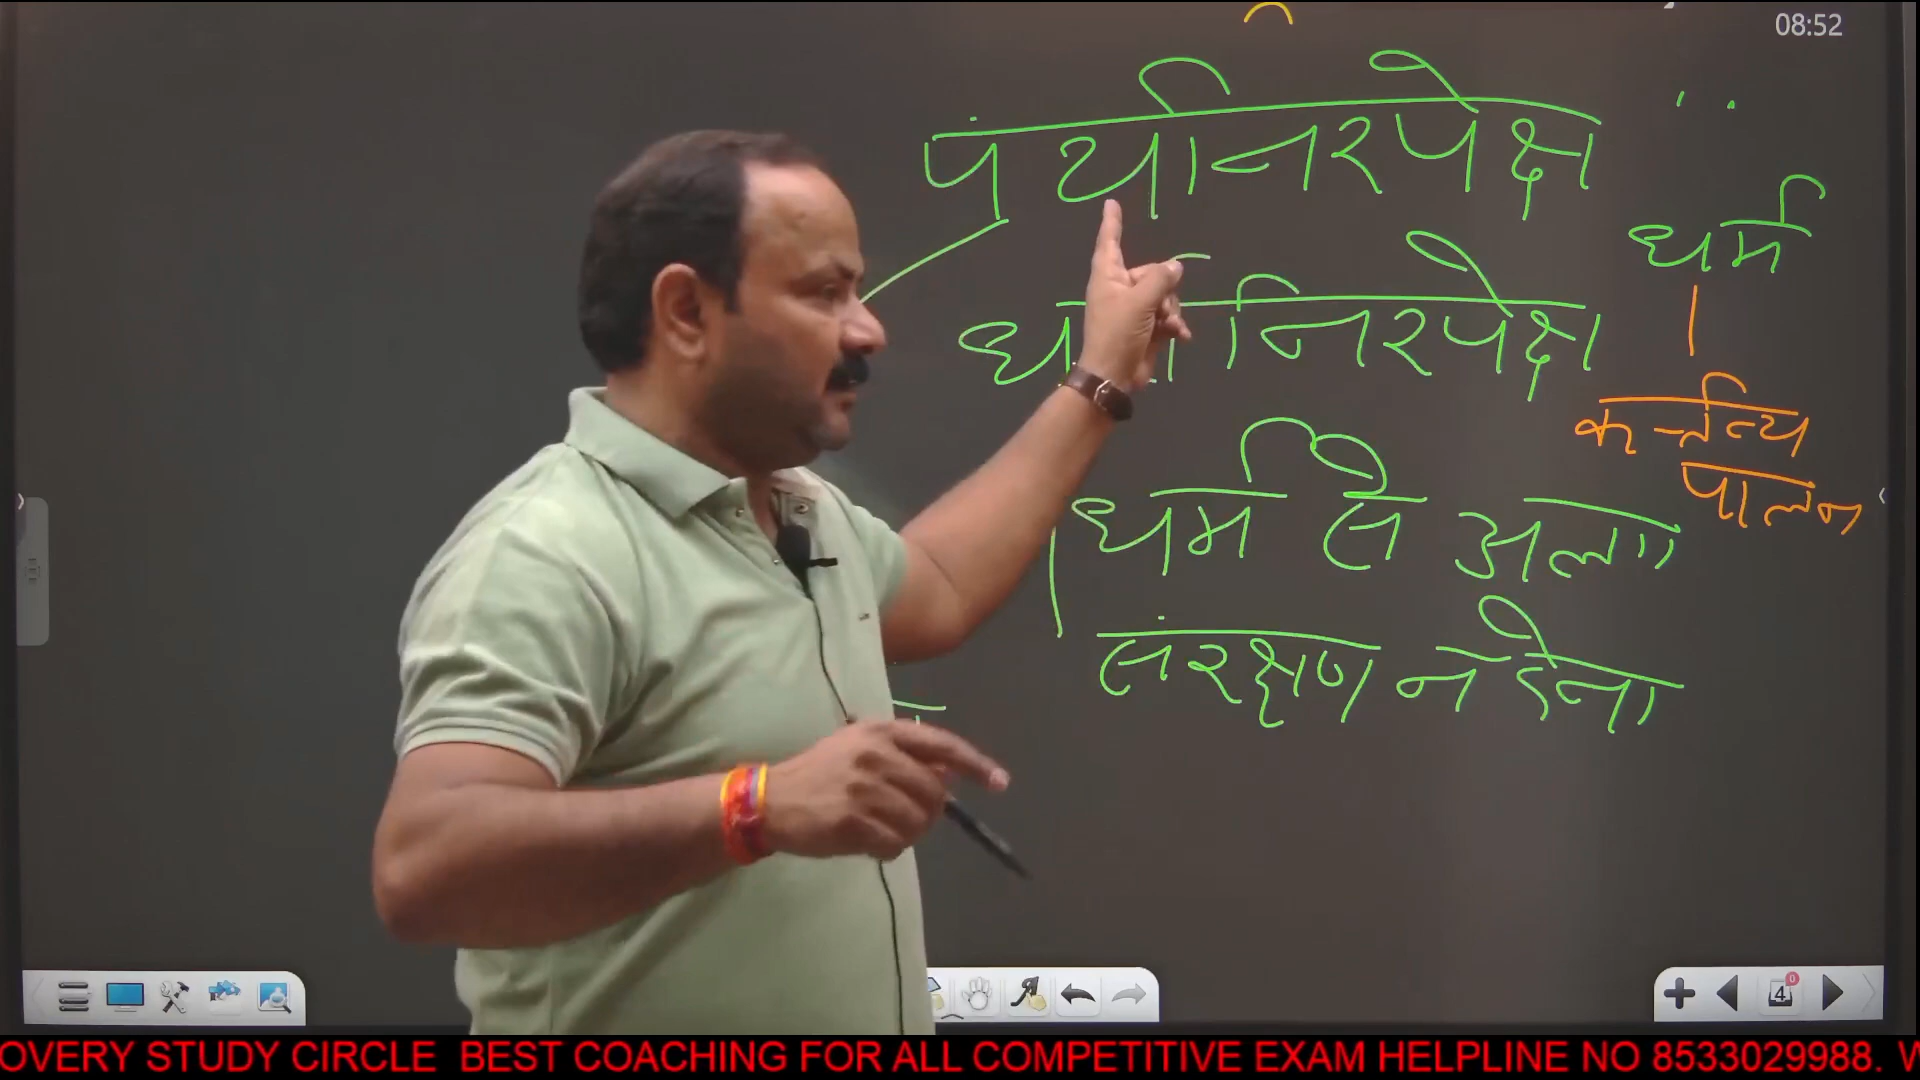 08:52
पंथनिरपेक्ष
धर्म
निरपेक्ष
कर्तव्य
पालन
धर्म से अलग
संरक्षण न देना
4
OVERY STUDY CIRCLE BEST COACHING FOR ALL COMPETITIVE EXAM HELPLINE NO 8533029988. W